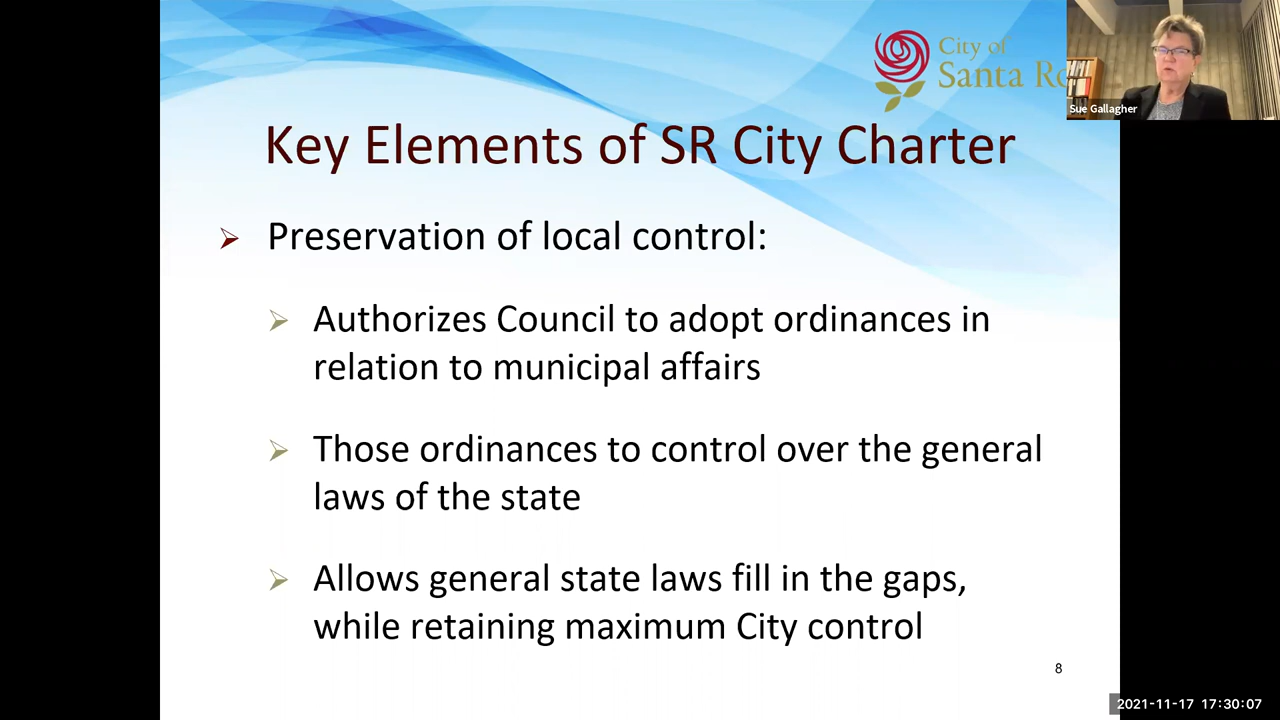 City of
Santa Ro
Sue Gallagher
Key Elements of SR City Charter
Preservation of local control:
Authorizes Council to adopt ordinances in
relation to municipal affairs
Those ordinances to control over the general
laws of the state
Allows general state laws fill in the gaps,
while retaining maximum City control
8
2021-11-17 17:30:07